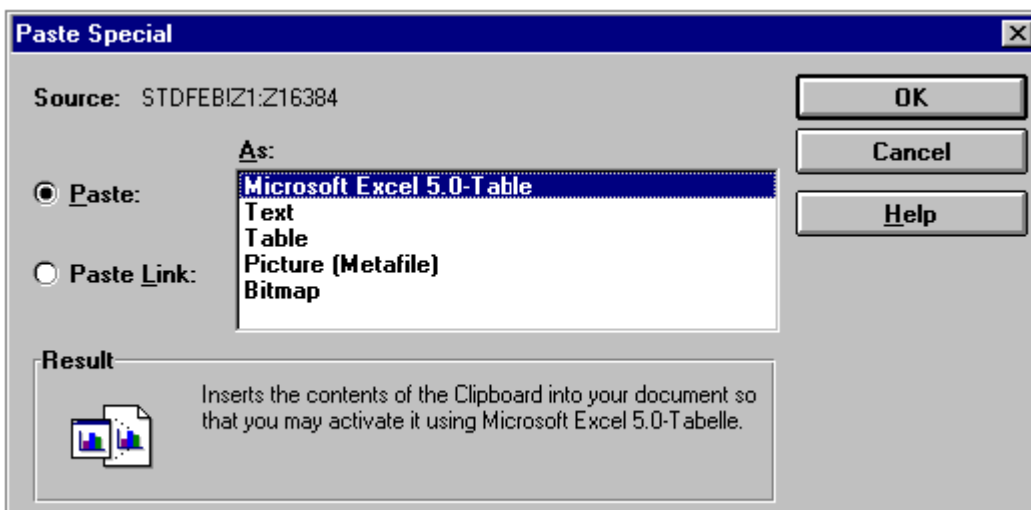 Paste Special
Source: STDFEB!Z1:Z16384
OK
As:
Cancel
Paste:
Microsoft Excel 5.0-Table
Text
Help
Table
Picture (Metafile)
Paste Link:
Bitmap
Result
Inserts the contents of the Clipboard into your document so
that you may activate it using Microsoft Excel 5.0-Tabelle.